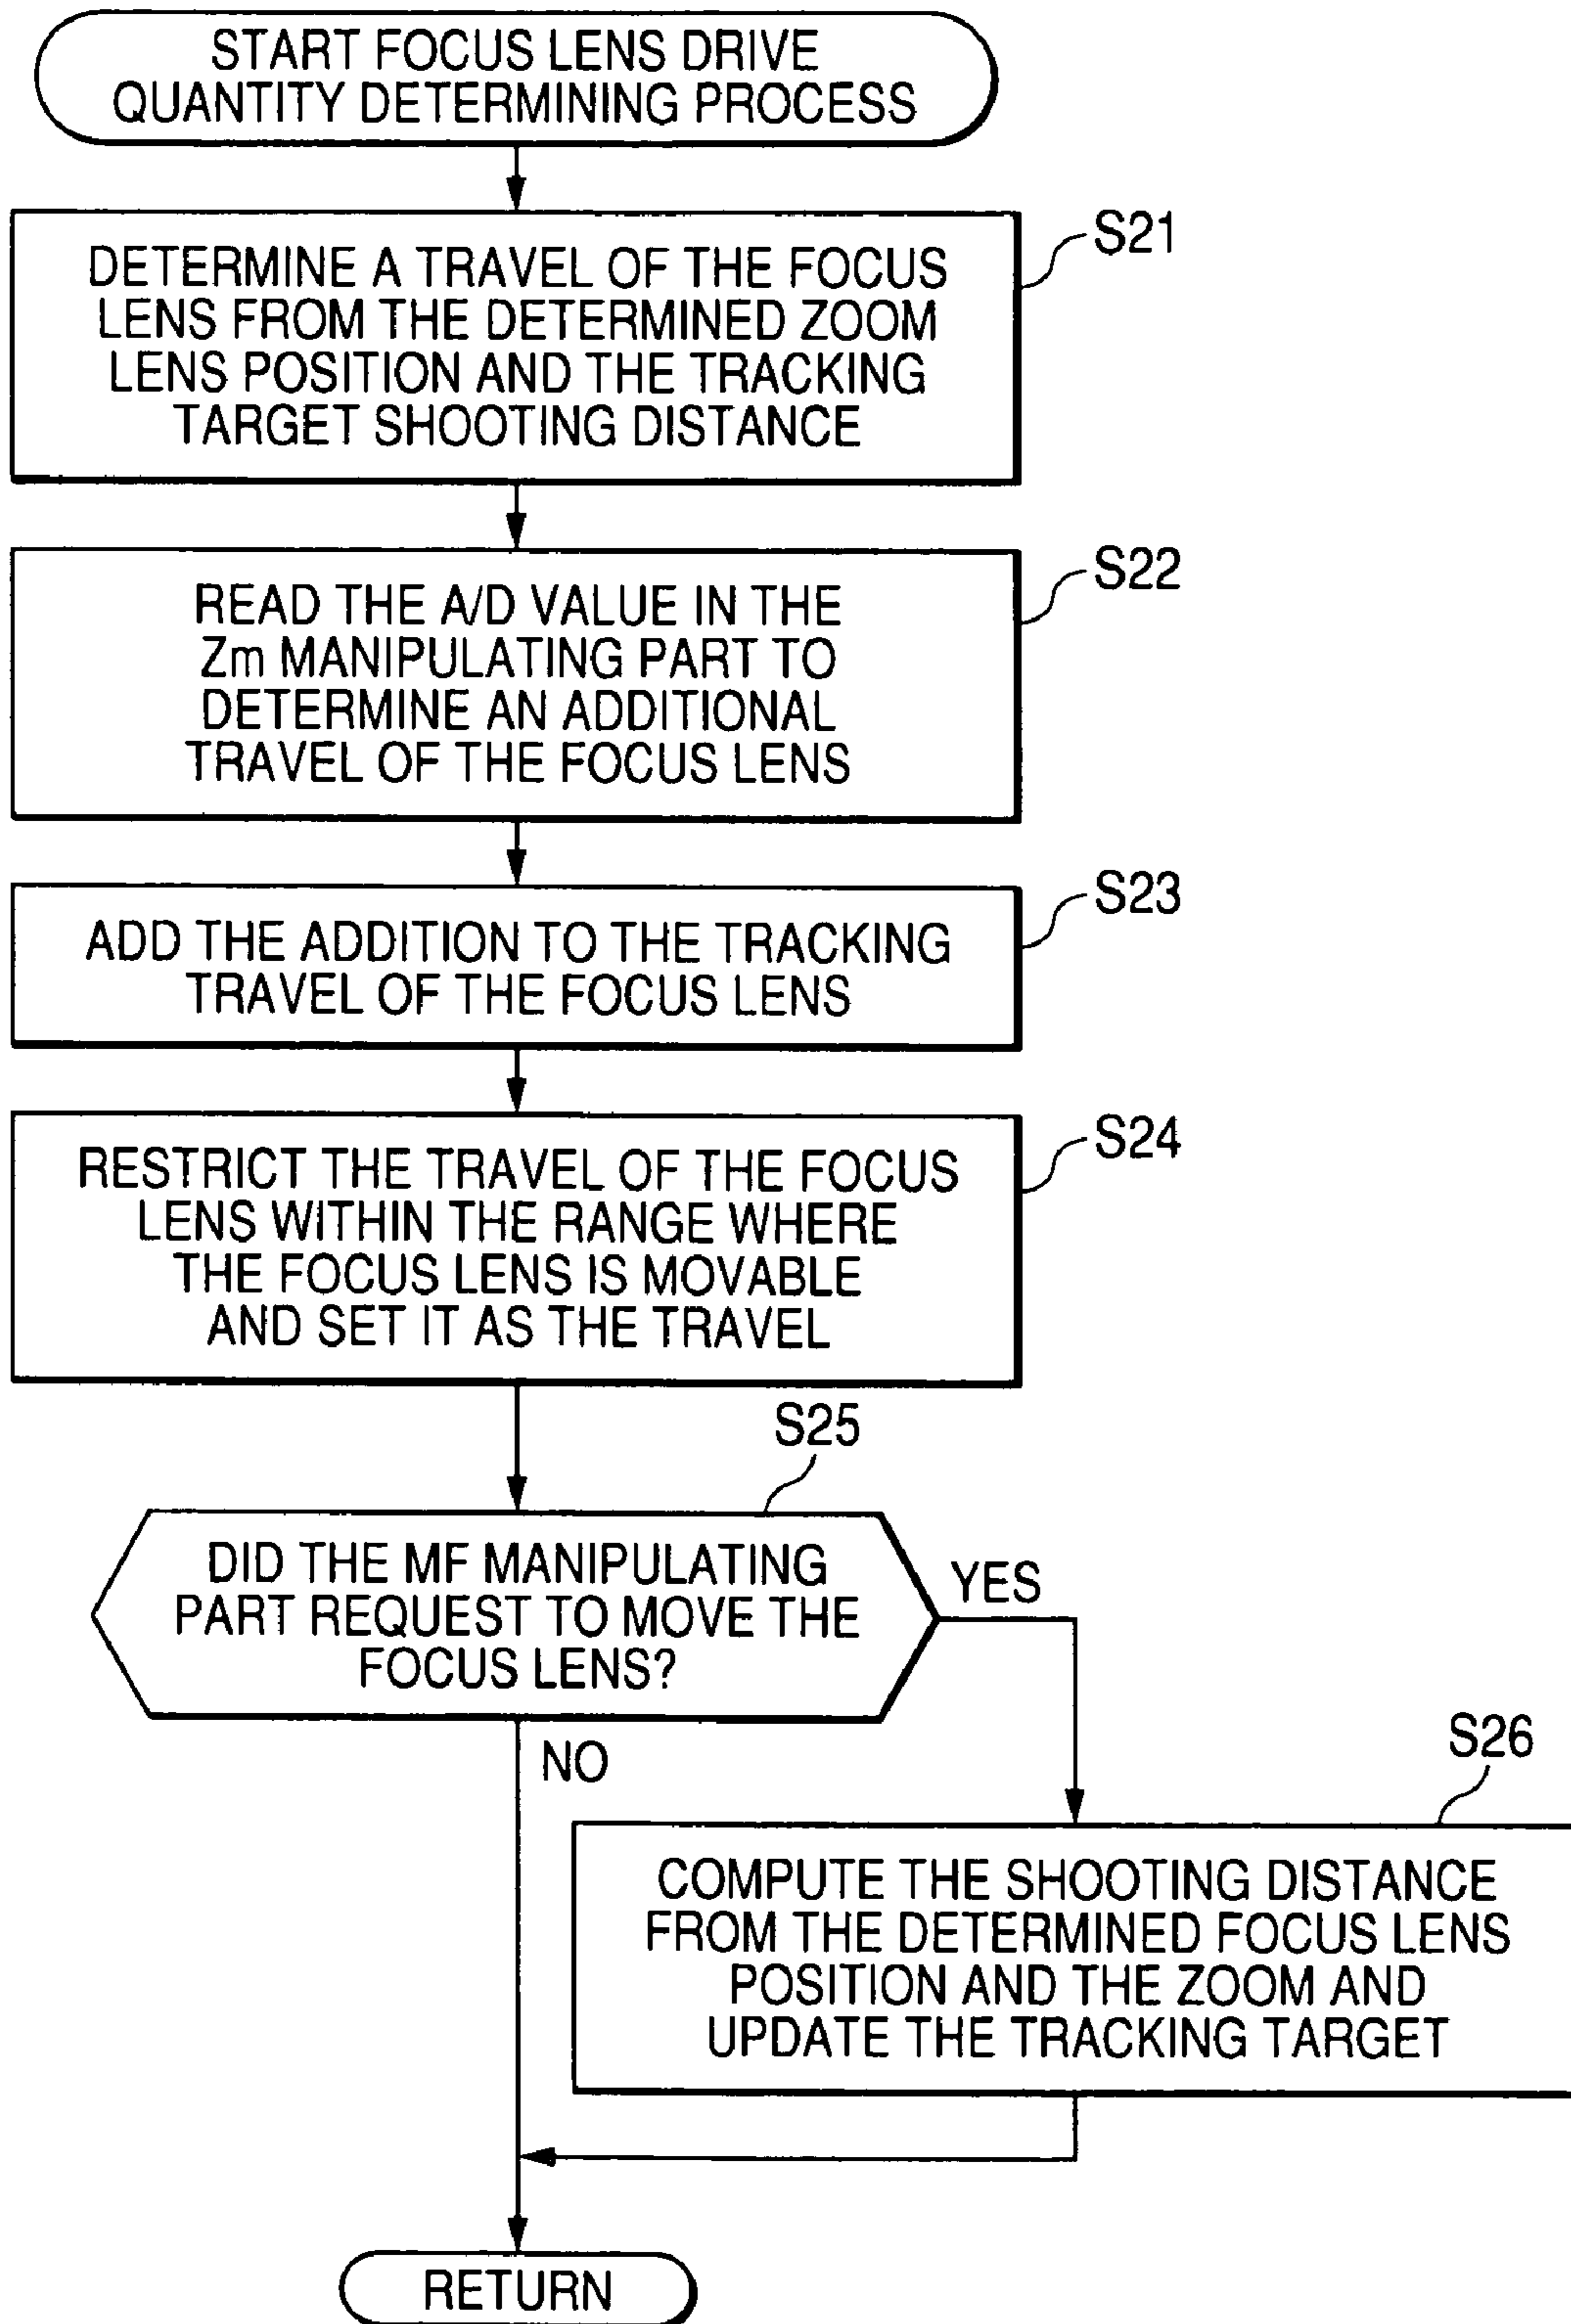 START FOCUS LENS DRIVE
QUANTITY DETERMINING PROCESS
S21
DETERMINE A TRAVEL OF THE FOCUS
LENS FROM THE DETERMINED ZOOM
LENS POSITION AND THE TRACKING
TARGET SHOOTING DISTANCE
S22
READ THE A/D VALUE IN THE
Zm MANIPULATING PART TO
DETERMINE AN ADDITIONAL
TRAVEL OF THE FOCUS LENS
S23
ADD THE ADDITION TO THE TRACKING
TRAVEL OF THE FOCUS LENS
S24
RESTRICT THE TRAVEL OF THE FOCUS
LENS WITHIN THE RANGE WHERE
THE FOCUS LENS IS MOVABLE
AND SET IT AS THE TRAVEL
S25
DID THE MF MANIPULATING
PART REQUEST TO MOVE THE
FOCUS LENS?
YES
NO
S26
COMPUTE THE SHOOTING DISTANCE
FROM THE DETERMINED FOCUS LENS
POSITION AND THE ZOOM AND
UPDATE THE TRACKING TARGET
RETURN